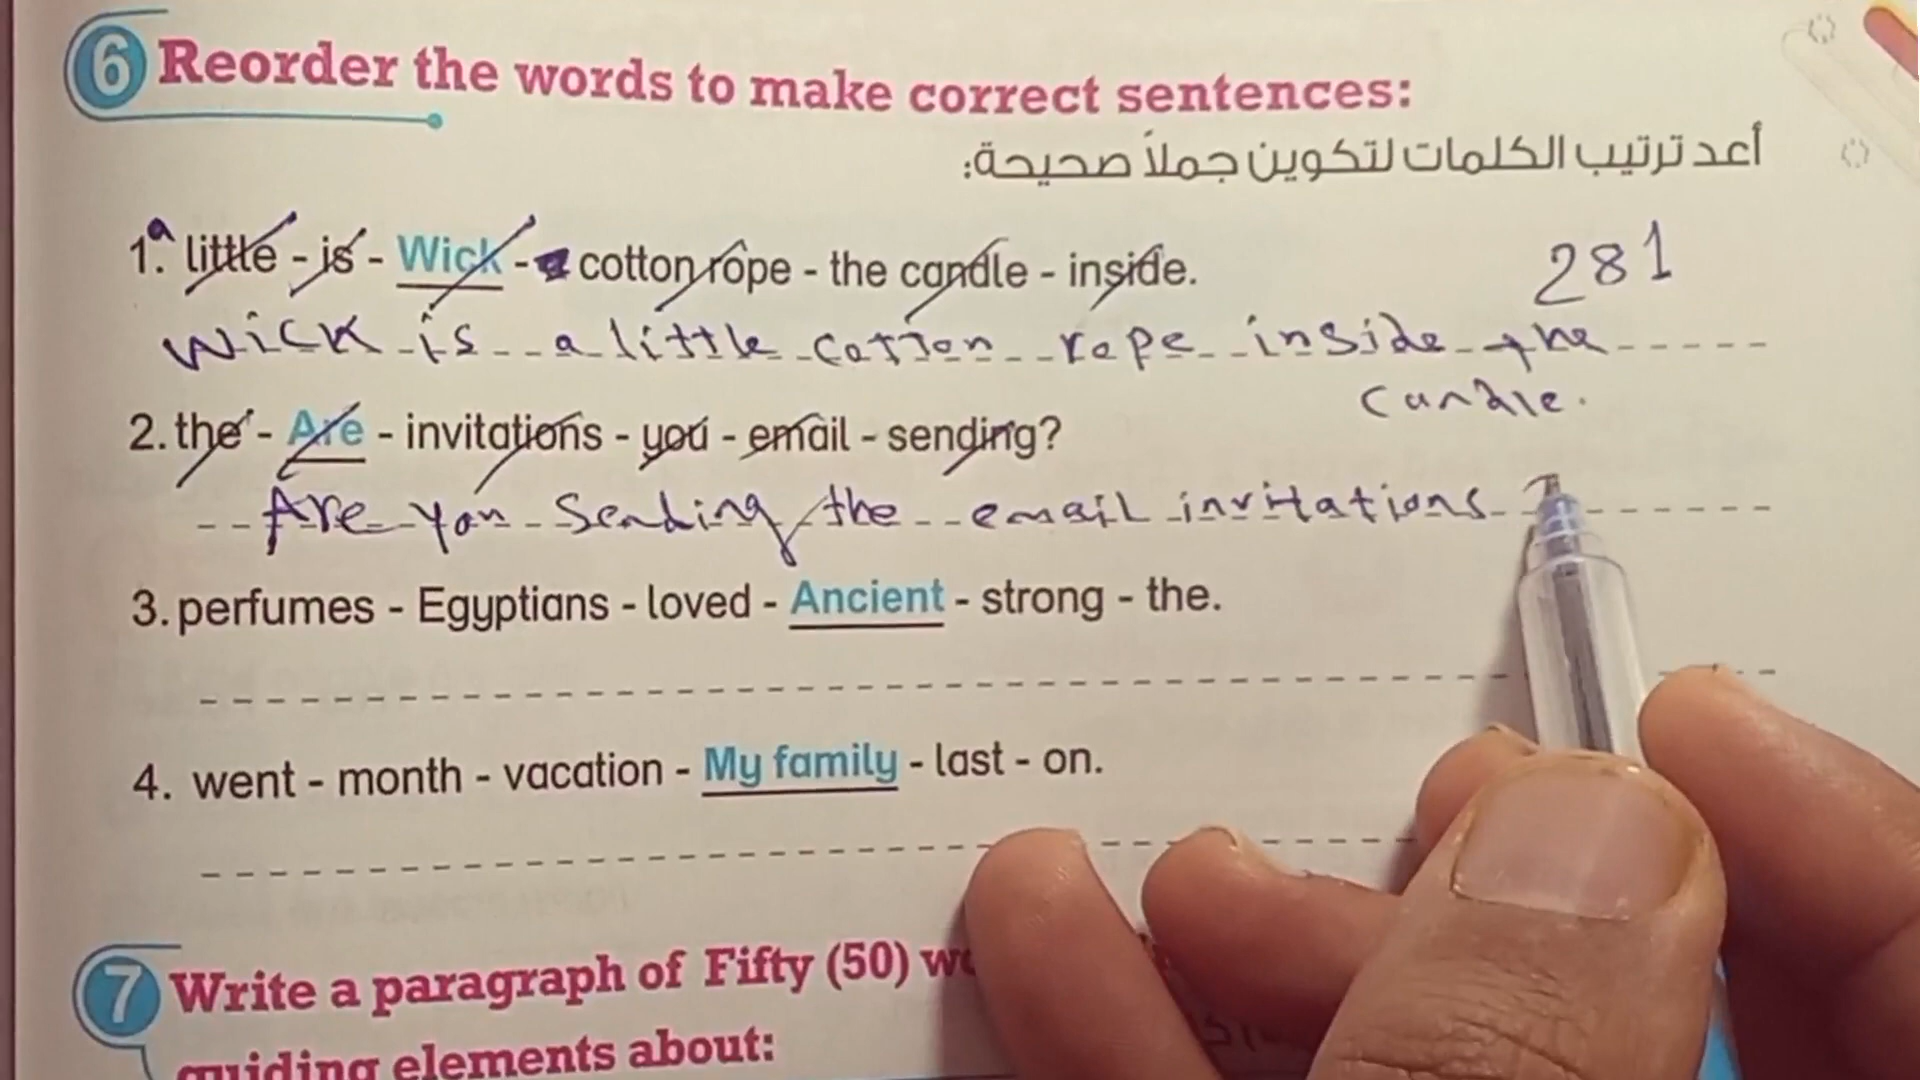 6 Reorder the words to make correct sentences:
أعد ترتيب الكلمات لتكوين جملاً صحيحة:
1. a little - is - Wick - cotton rope - the candle - inside.
281
Wick is a little cotton rope inside the
candle.
2. the - Are - invitations - you - email - sending?
Are you sending the email invitations ?
3. perfumes - Egyptians - loved - Ancient - strong - the.
4. went - month - vacation - My family - last - on.
7 Write a paragraph of Fifty (50)
guiding elements about: